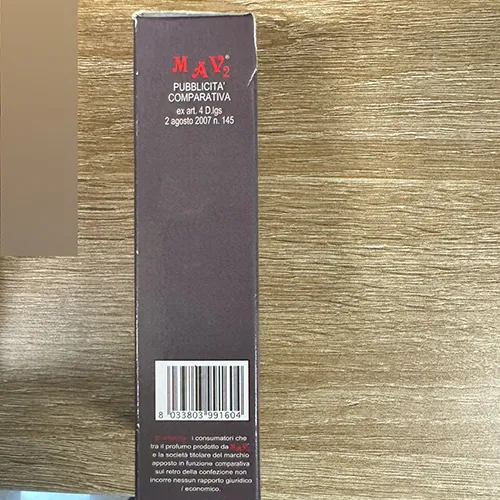 MAV2®
PUBBLICITA'
COMPARATIVA
ex art. 4 D.lgs
2 agosto 2007 n. 145
8 033803 991604
i consumatori che
tra il profumo prodotto da MAV2
e la società titolare del marchio
apposto in funzione comparativa
sul retro della confezione non
incorre nessun rapporto giuridico
/ economico.